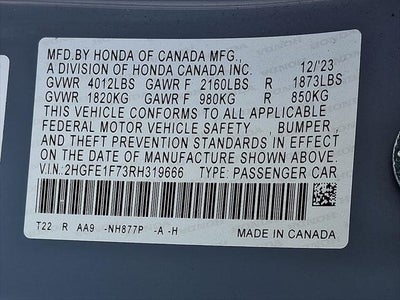 MFD.BY HONDA OF CANADA MFG.,
A DIVISION OF HONDA CANADA INC. 12/'23
GVWR 4012LBS GAWR F 2160LBS R 1873LBS
GVWR 1820KG GAWR F 980KG R 850KG
THIS VEHICLE CONFORMS TO ALL APPLICABLE
FEDERAL MOTOR VEHICLE SAFETY , BUMPER ,
AND THEFT PREVENTION STANDARDS IN EFFECT
ON THE DATE OF MANUFACTURE SHOWN ABOVE.
V.I.N. 2HGFE1F73RH319666 TYPE: PASSENGER CAR
T22 R AA9 -NH877P -A -H MADE IN CANADA